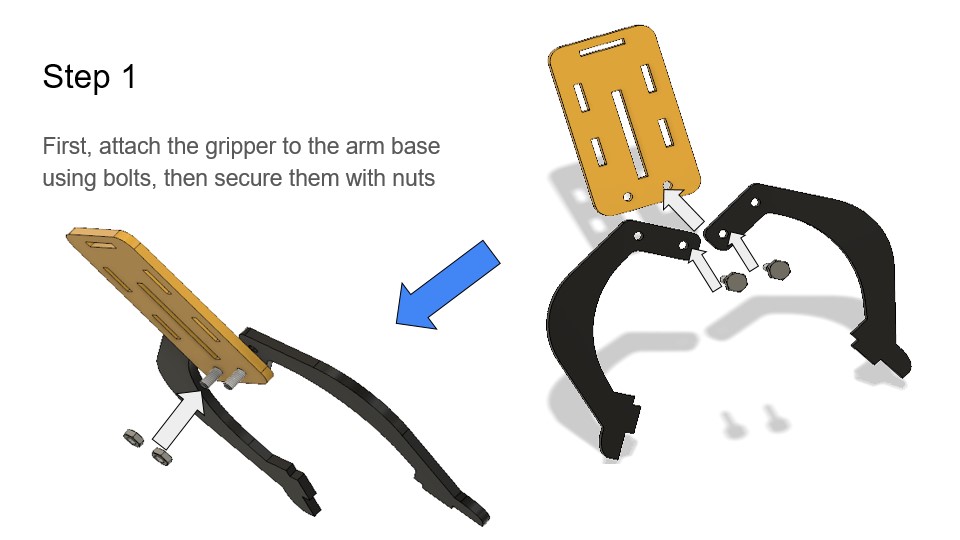 Step 1
First, attach the gripper to the arm base
using bolts, then secure them with nuts